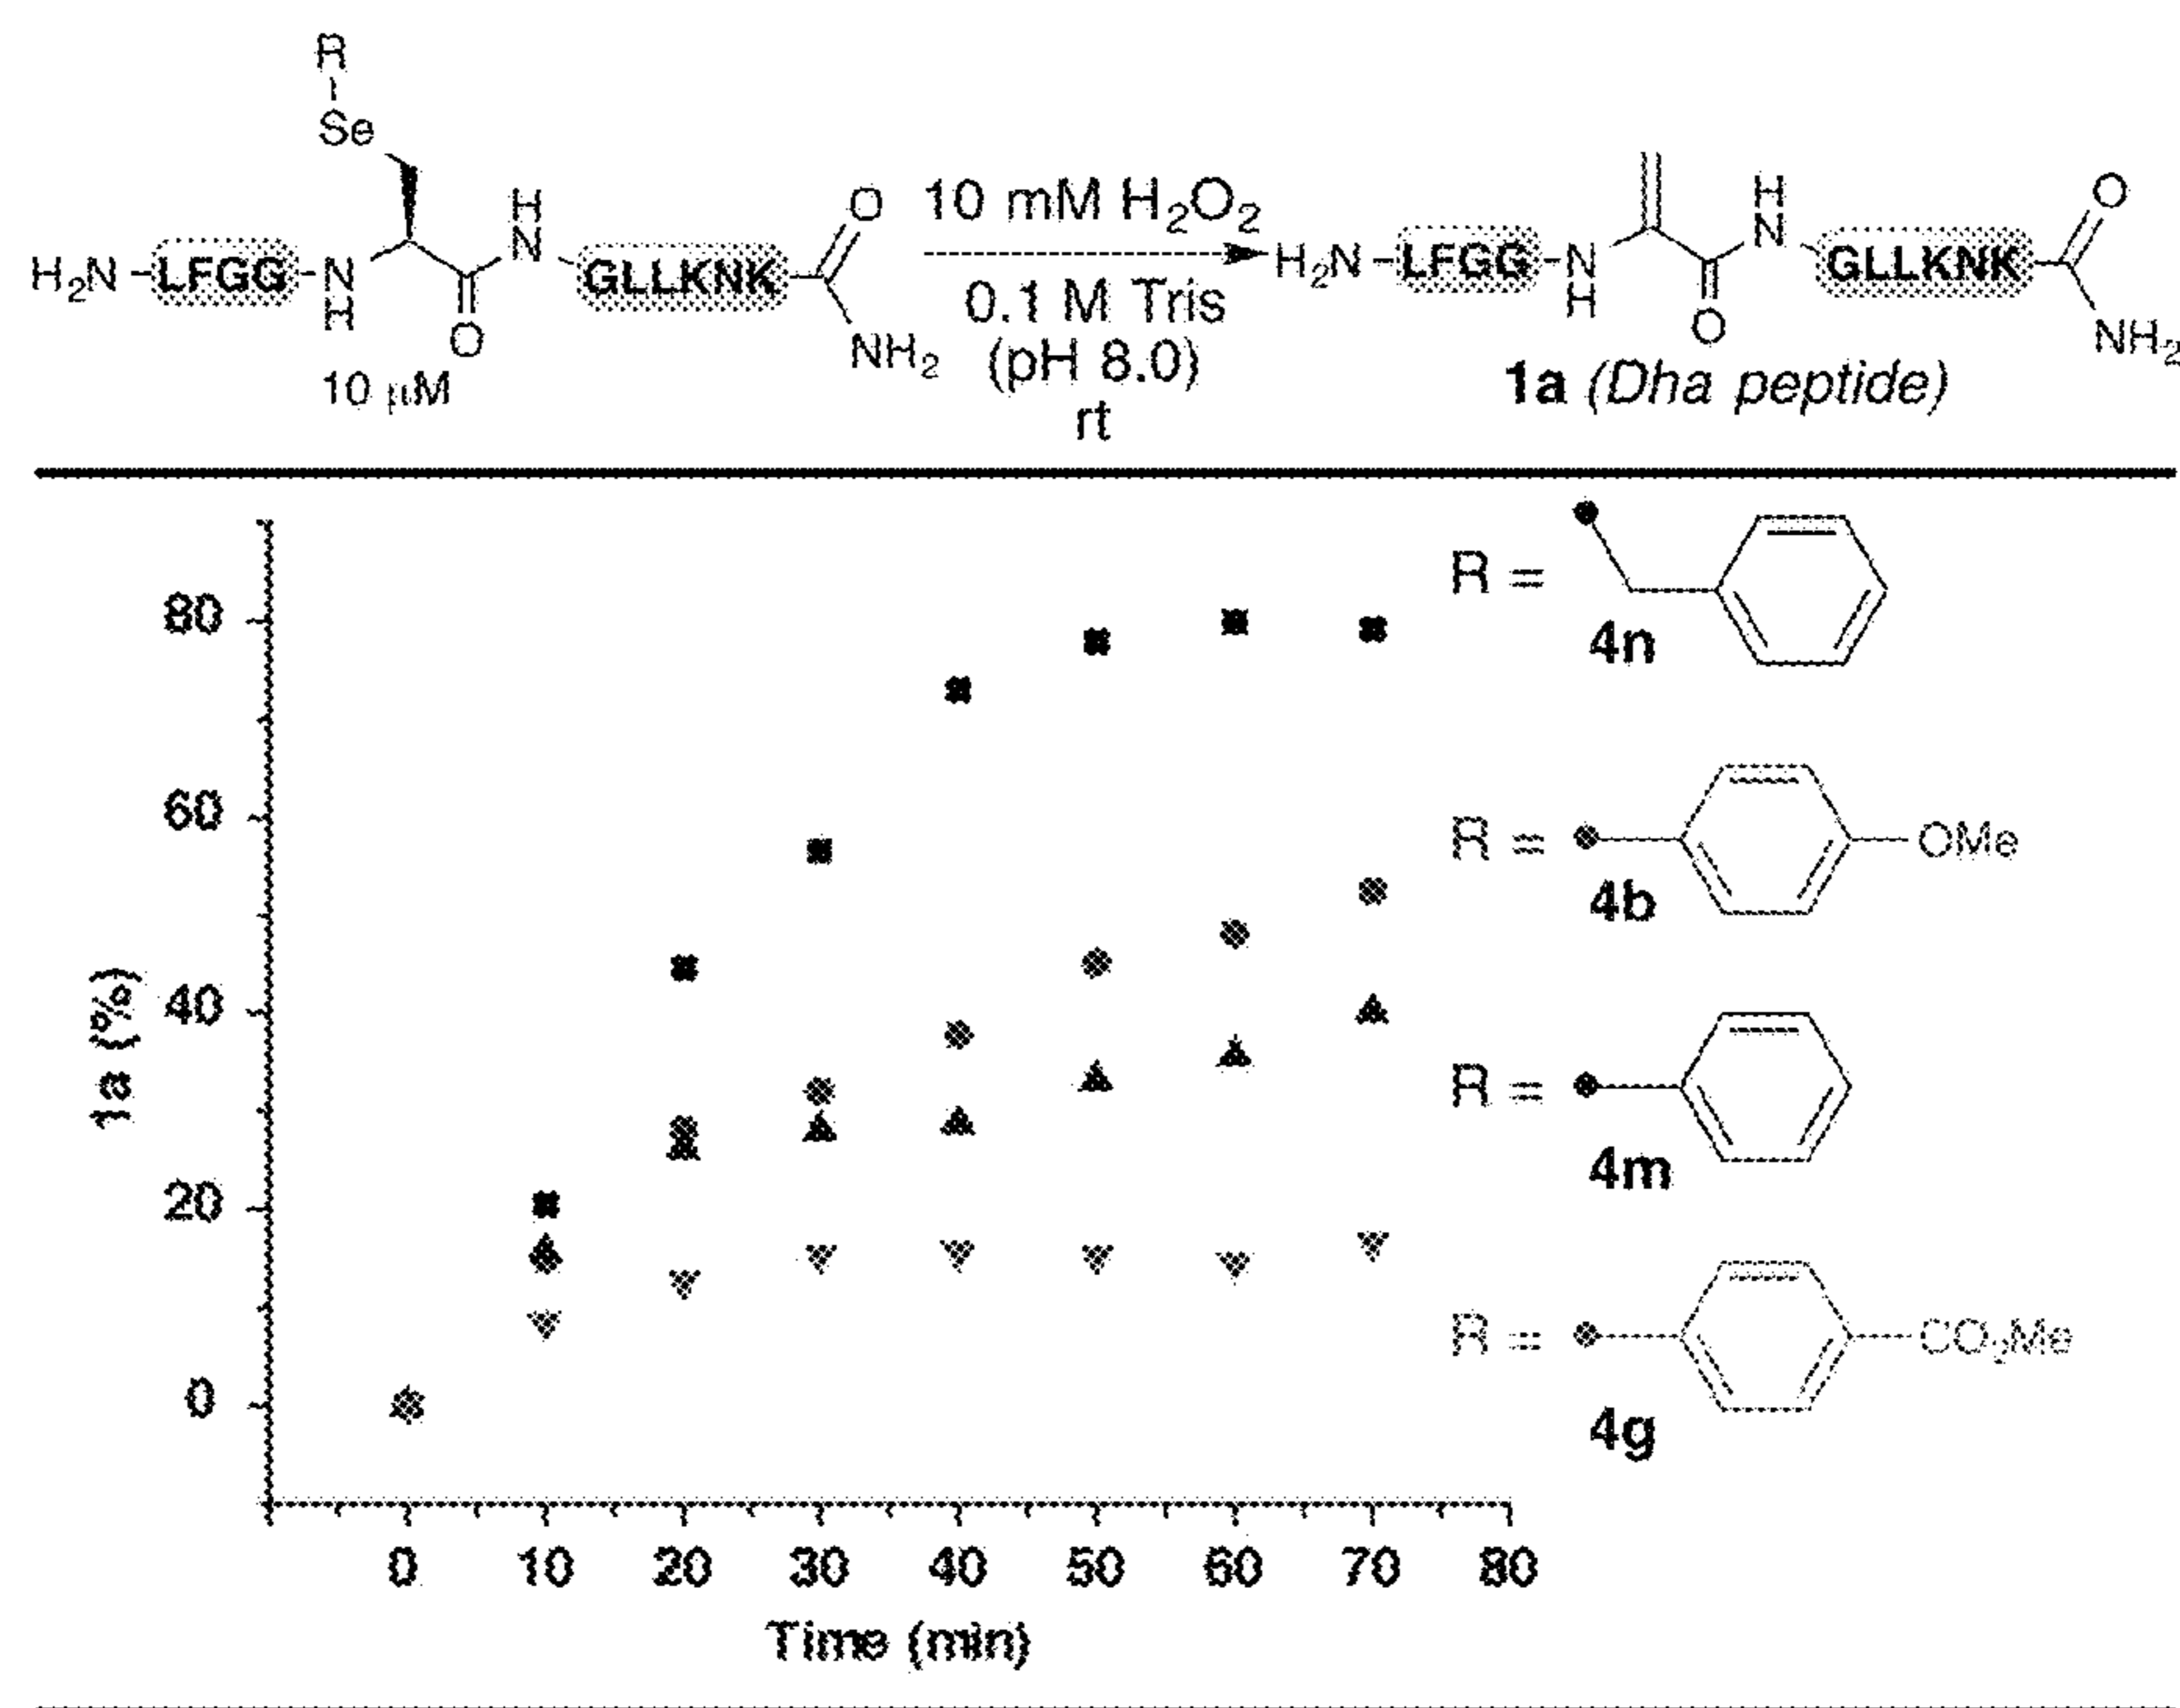 R
Se
H
N
O
10 mM H₂O₂
H
N
O
H₂N
LFGG
N
H
O
GLLKNK
NH₂
0.1 M Tris
(pH 8.0)
rt
H₂N
LFGG
N
H
O
GLLKNK
NH₂
10 µM
1a (Dha peptide)
R =
4n
R =
OMe
4b
R =
4m
R =
CO₂Me
4g
1a (%)
80
60
40
20
0
0 10 20 30 40 50 60 70 80
Time (min)